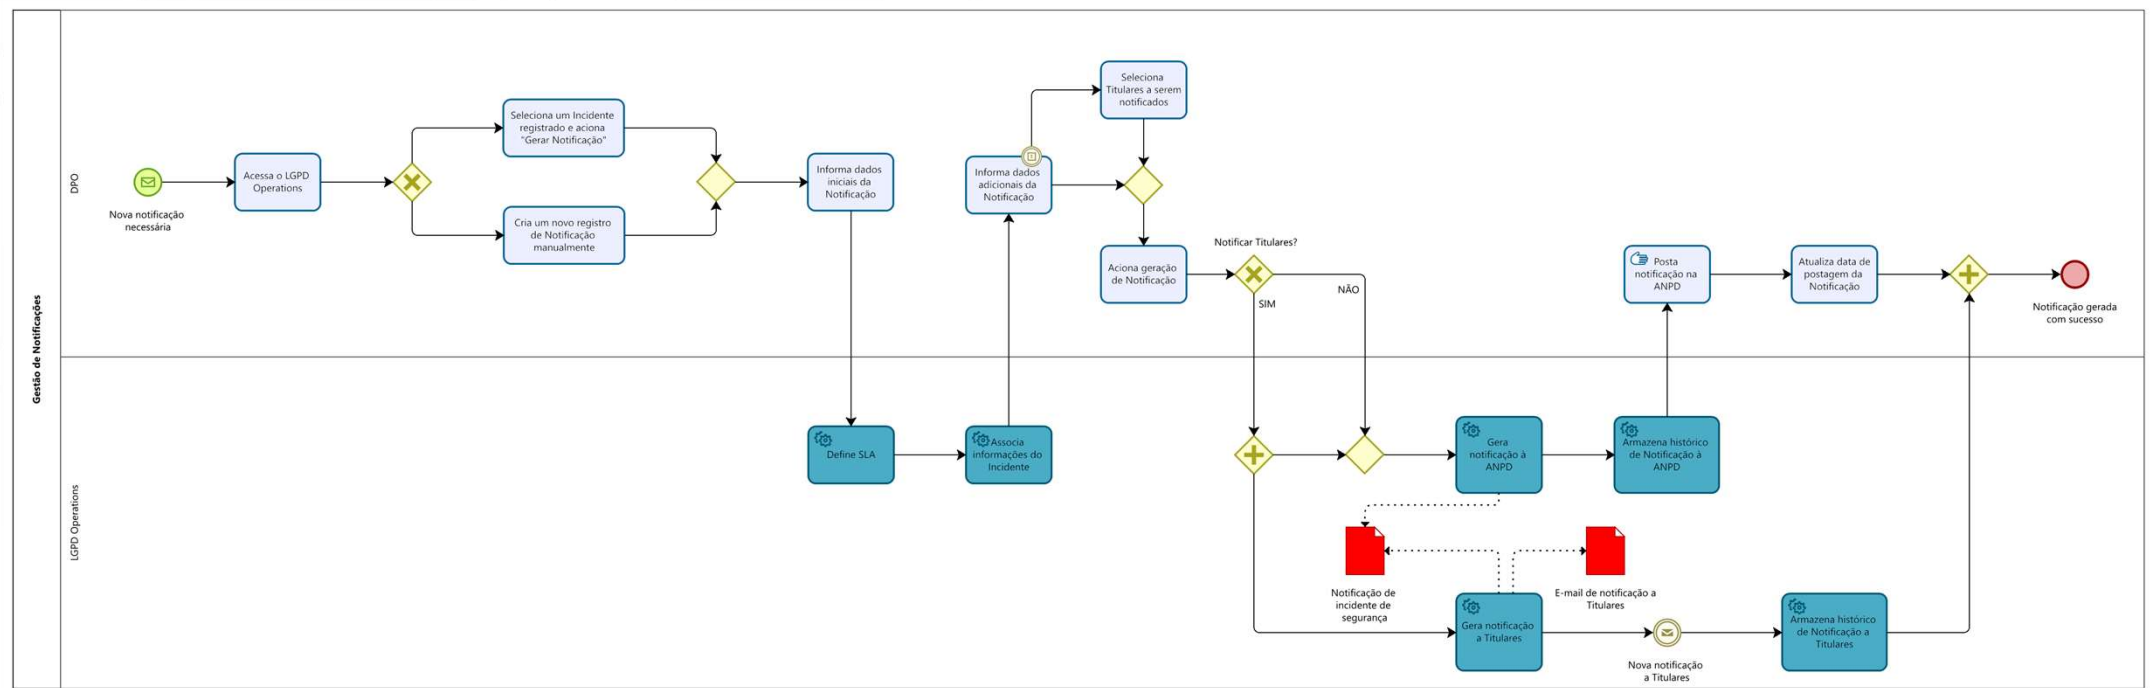 Gestão de Notificações
DPO
Nova notificação
necessária
Acessa o LGPD
Operations
Seleciona um Incidente
registrado e aciona
"Gerar Notificação"
Cria um novo registro
de Notificação
manualmente
Informa dados
iniciais da
Notificação
Informa dados
adicionais da
Notificação
Seleciona
Titulares a serem
notificados
Aciona geração
de Notificação
Notificar Titulares?
SIM
NÃO
Posta
notificação na
ANPD
Atualiza data de
postagem da
Notificação
Notificação gerada
com sucesso
LGPD Operations
Define SLA
Associa
informações do
Incidente
Gera
notificação à
ANPD
Armazena histórico
de Notificação à
ANPD
Notificação de
incidente de
segurança
E-mail de notificação a
Titulares
Gera notificação
a Titulares
Nova notificação
a Titulares
Armazena histórico
de Notificação a
Titulares